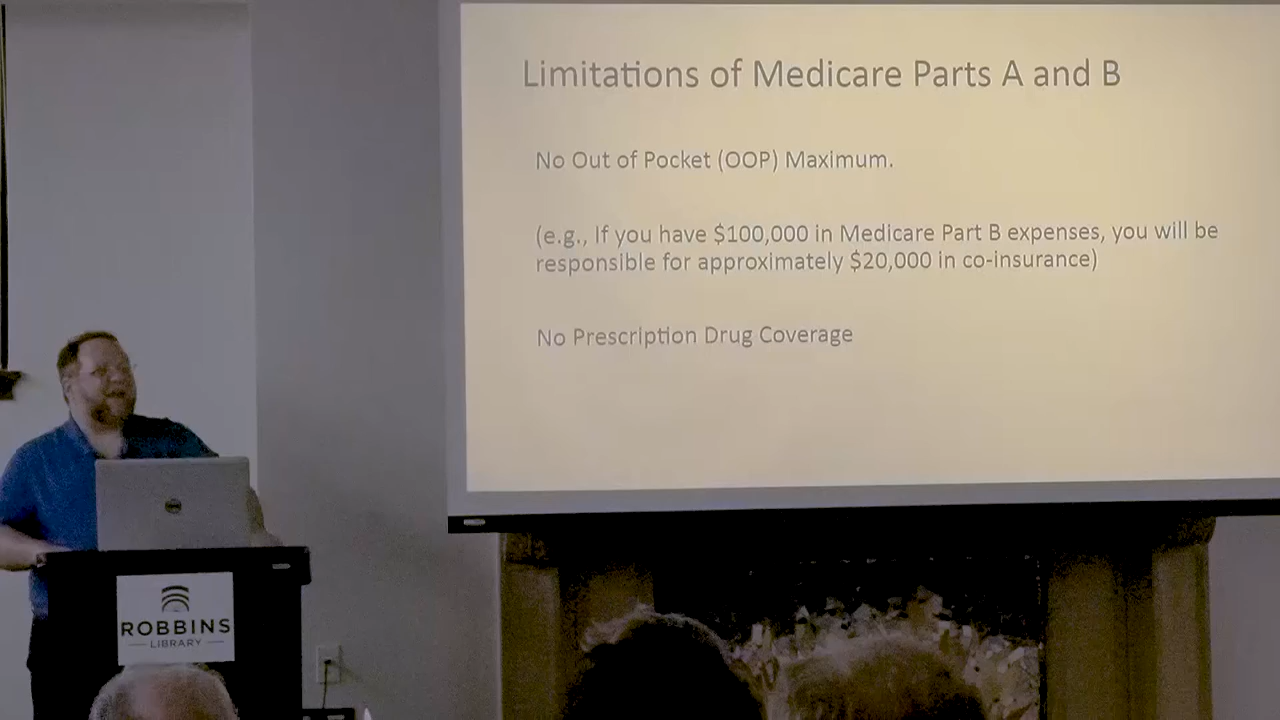 Limitations of Medicare Parts A and B
No Out of Pocket (OOP) Maximum.
(e.g., If you have $100,000 in Medicare Part B expenses, you will be
responsible for approximately $20,000 in co-insurance)
No Prescription Drug Coverage
ROBBINS
LIBRARY